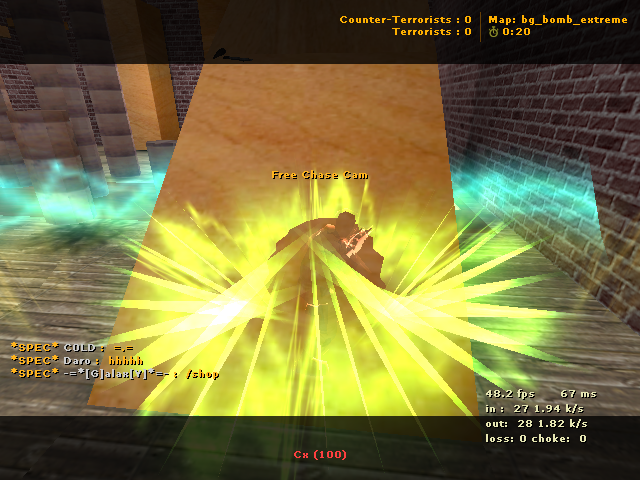 Counter-Terrorists : 0
Terrorists : 0
Map: bg_bomb_extreme
0:20
Free Chase Cam
*SPEC* COLD : =.=
*SPEC* Daro : hhhhh
*SPEC* -=*[G]alax[Y]*=- : /shop
48.2 fps 67 ms
in : 27 1.94 k/s
out: 28 1.82 k/s
loss: 0 choke: 0
Cx (100)